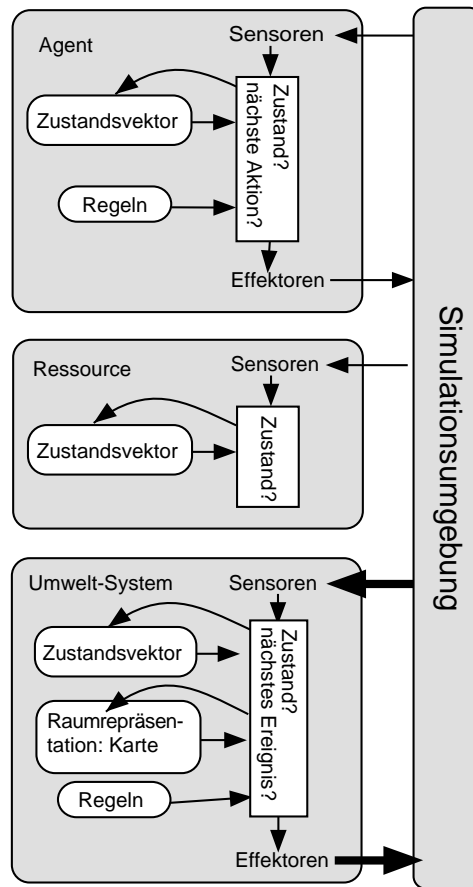 Agent
Sensoren
Zustandsvektor
Zustand?
nächste Aktion?
Regeln
Effektoren
Ressource
Sensoren
Zustandsvektor
Zustand?
Umwelt-System
Sensoren
Zustandsvektor
Zustand?
nächstes Ereignis?
Raumrepräsen-
tation: Karte
Regeln
Effektoren
Simulationsumgebung